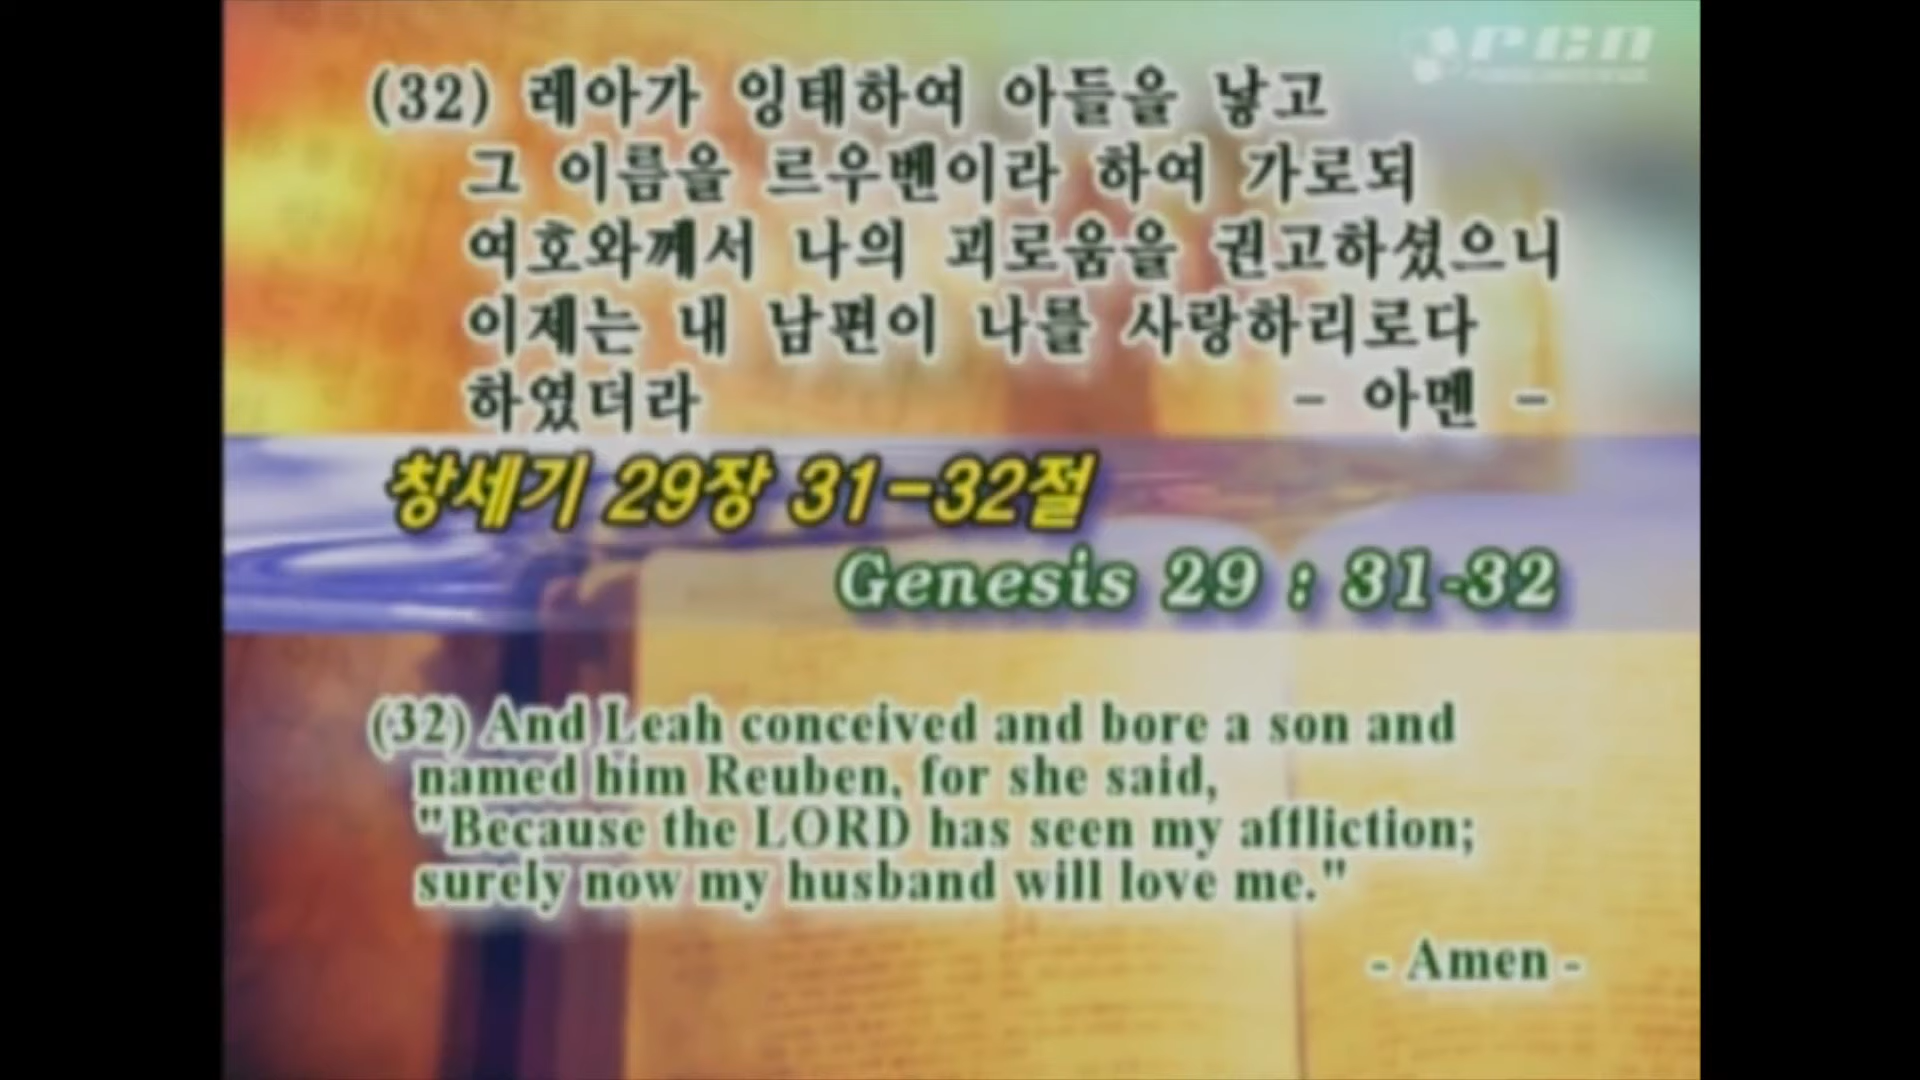 (32) 레아가 잉태하여 아들을 낳고
그 이름을 르우벤이라 하여 가로되
여호와께서 나의 괴로움을 권고하셨으니
이제는 내 남편이 나를 사랑하리로다
하였더라 - 아멘 -
창세기 29장 31-32절
Genesis 29 : 31-32
(32) And Leah conceived and bore a son and
named him Reuben, for she said,
"Because the LORD has seen my affliction;
surely now my husband will love me."
- Amen -